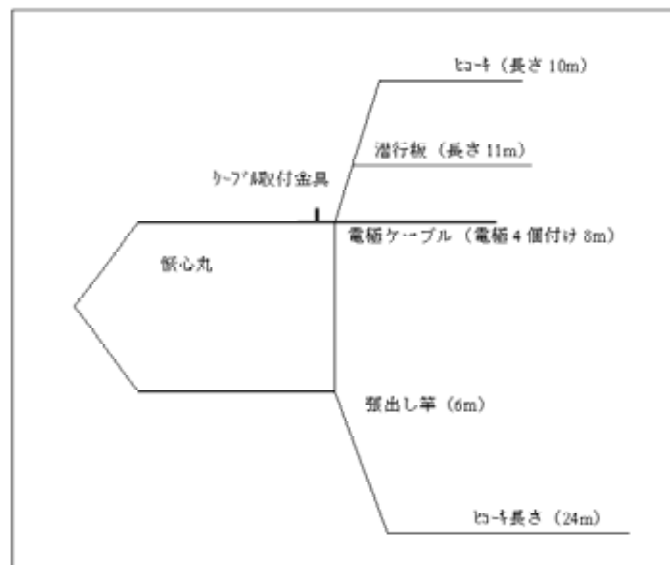 ﾋｺｰｷ（長さ 10m）
潜行板（長さ 11m）
ｹｰﾌﾞﾙ取付金具
電極ケーブル（電極 4 個付け 8m）
張出し竿（6m）
ﾋｺｰｷ長さ（24m）